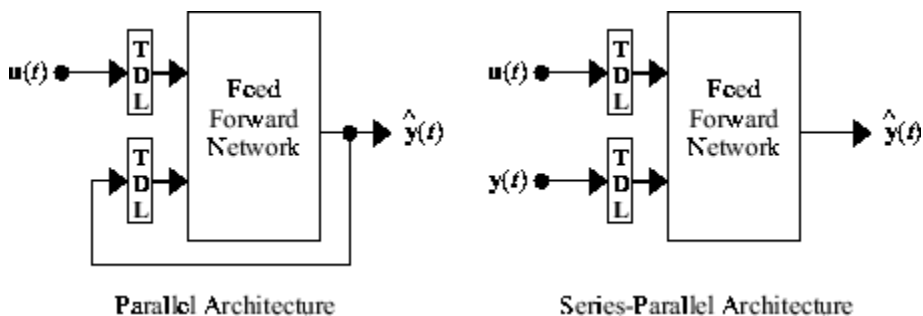 u(t)
T
D
L
T
D
L
Feed
Forward
Network
ŷ(t)
Parallel Architecture
u(t)
y(t)
T
D
L
T
D
L
Feed
Forward
Network
ŷ(t)
Series-Parallel Architecture